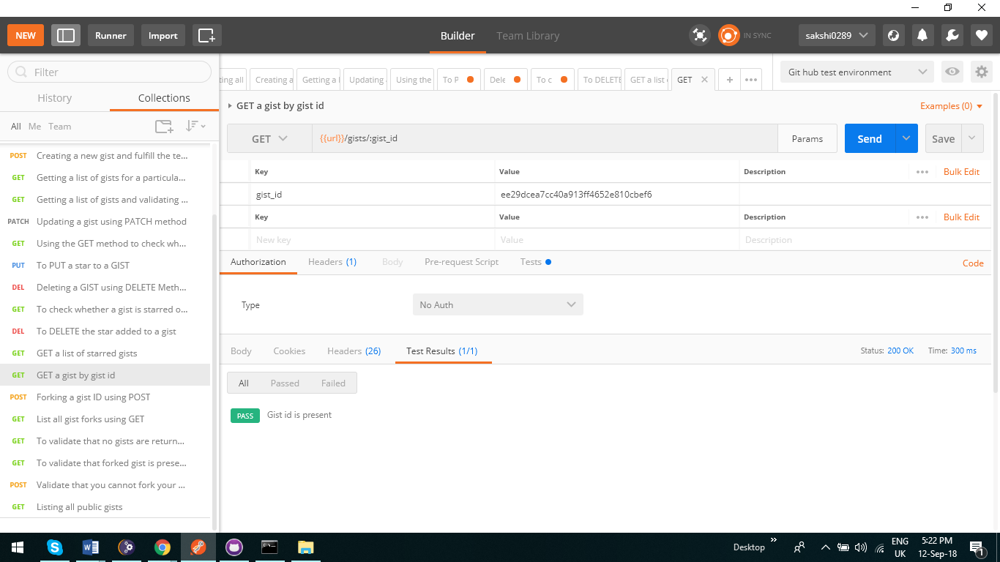 NEW
Runner
Import
Builder
Team Library
IN SYNC
sakshi0289
Filter
History
Collections
All Me Team
POST Creating a new gist and fulfill the te...
GET Getting a list of gists for a particula...
GET Getting a list of gists and validating ...
PATCH Updating a gist using PATCH method
GET Using the GET method to check wh...
PUT To PUT a star to a GIST
DEL Deleting a GIST using DELETE Meth...
GET To check whether a gist is starred o...
DEL To DELETE the star added to a gist
GET GET a list of starred gists
GET GET a gist by gist id
POST Forking a gist ID using POST
GET List all gist forks using GET
GET To validate that no gists are return...
GET To validate that forked gist is prese...
POST Validate that you cannot fork your ...
GET Listing all public gists
ting all
Creating a
Getting a l
Updating
Using the
To P
Dele
To c
To DELETE
GET a list
GET
Git hub test environment
GET a gist by gist id
Examples (0)
GET
{{url}}/gists/:gist_id
Params
Send
Save
Key Value Description Bulk Edit
gist_id ee29dcea7cc40a913ff4652e810cbef6
Key Value Description Bulk Edit
New key Value Description
Authorization Headers (1) Body Pre-request Script Tests Code
Type No Auth
Body Cookies Headers (26) Test Results (1/1) Status: 200 OK Time: 300 ms
All Passed Failed
PASS Gist id is present
Desktop
ENG
UK
5:22 PM
12-Sep-18
1